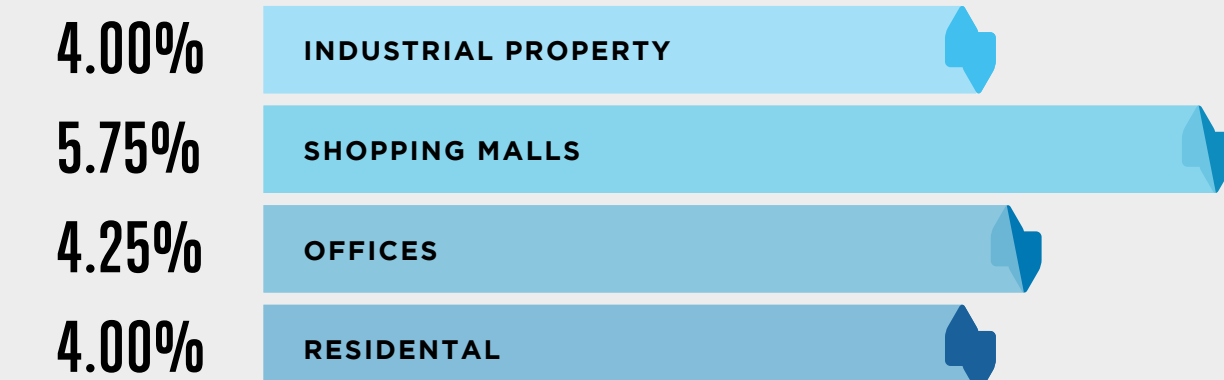 4.00% INDUSTRIAL PROPERTY
5.75% SHOPPING MALLS
4.25% OFFICES
4.00% RESIDENTAL